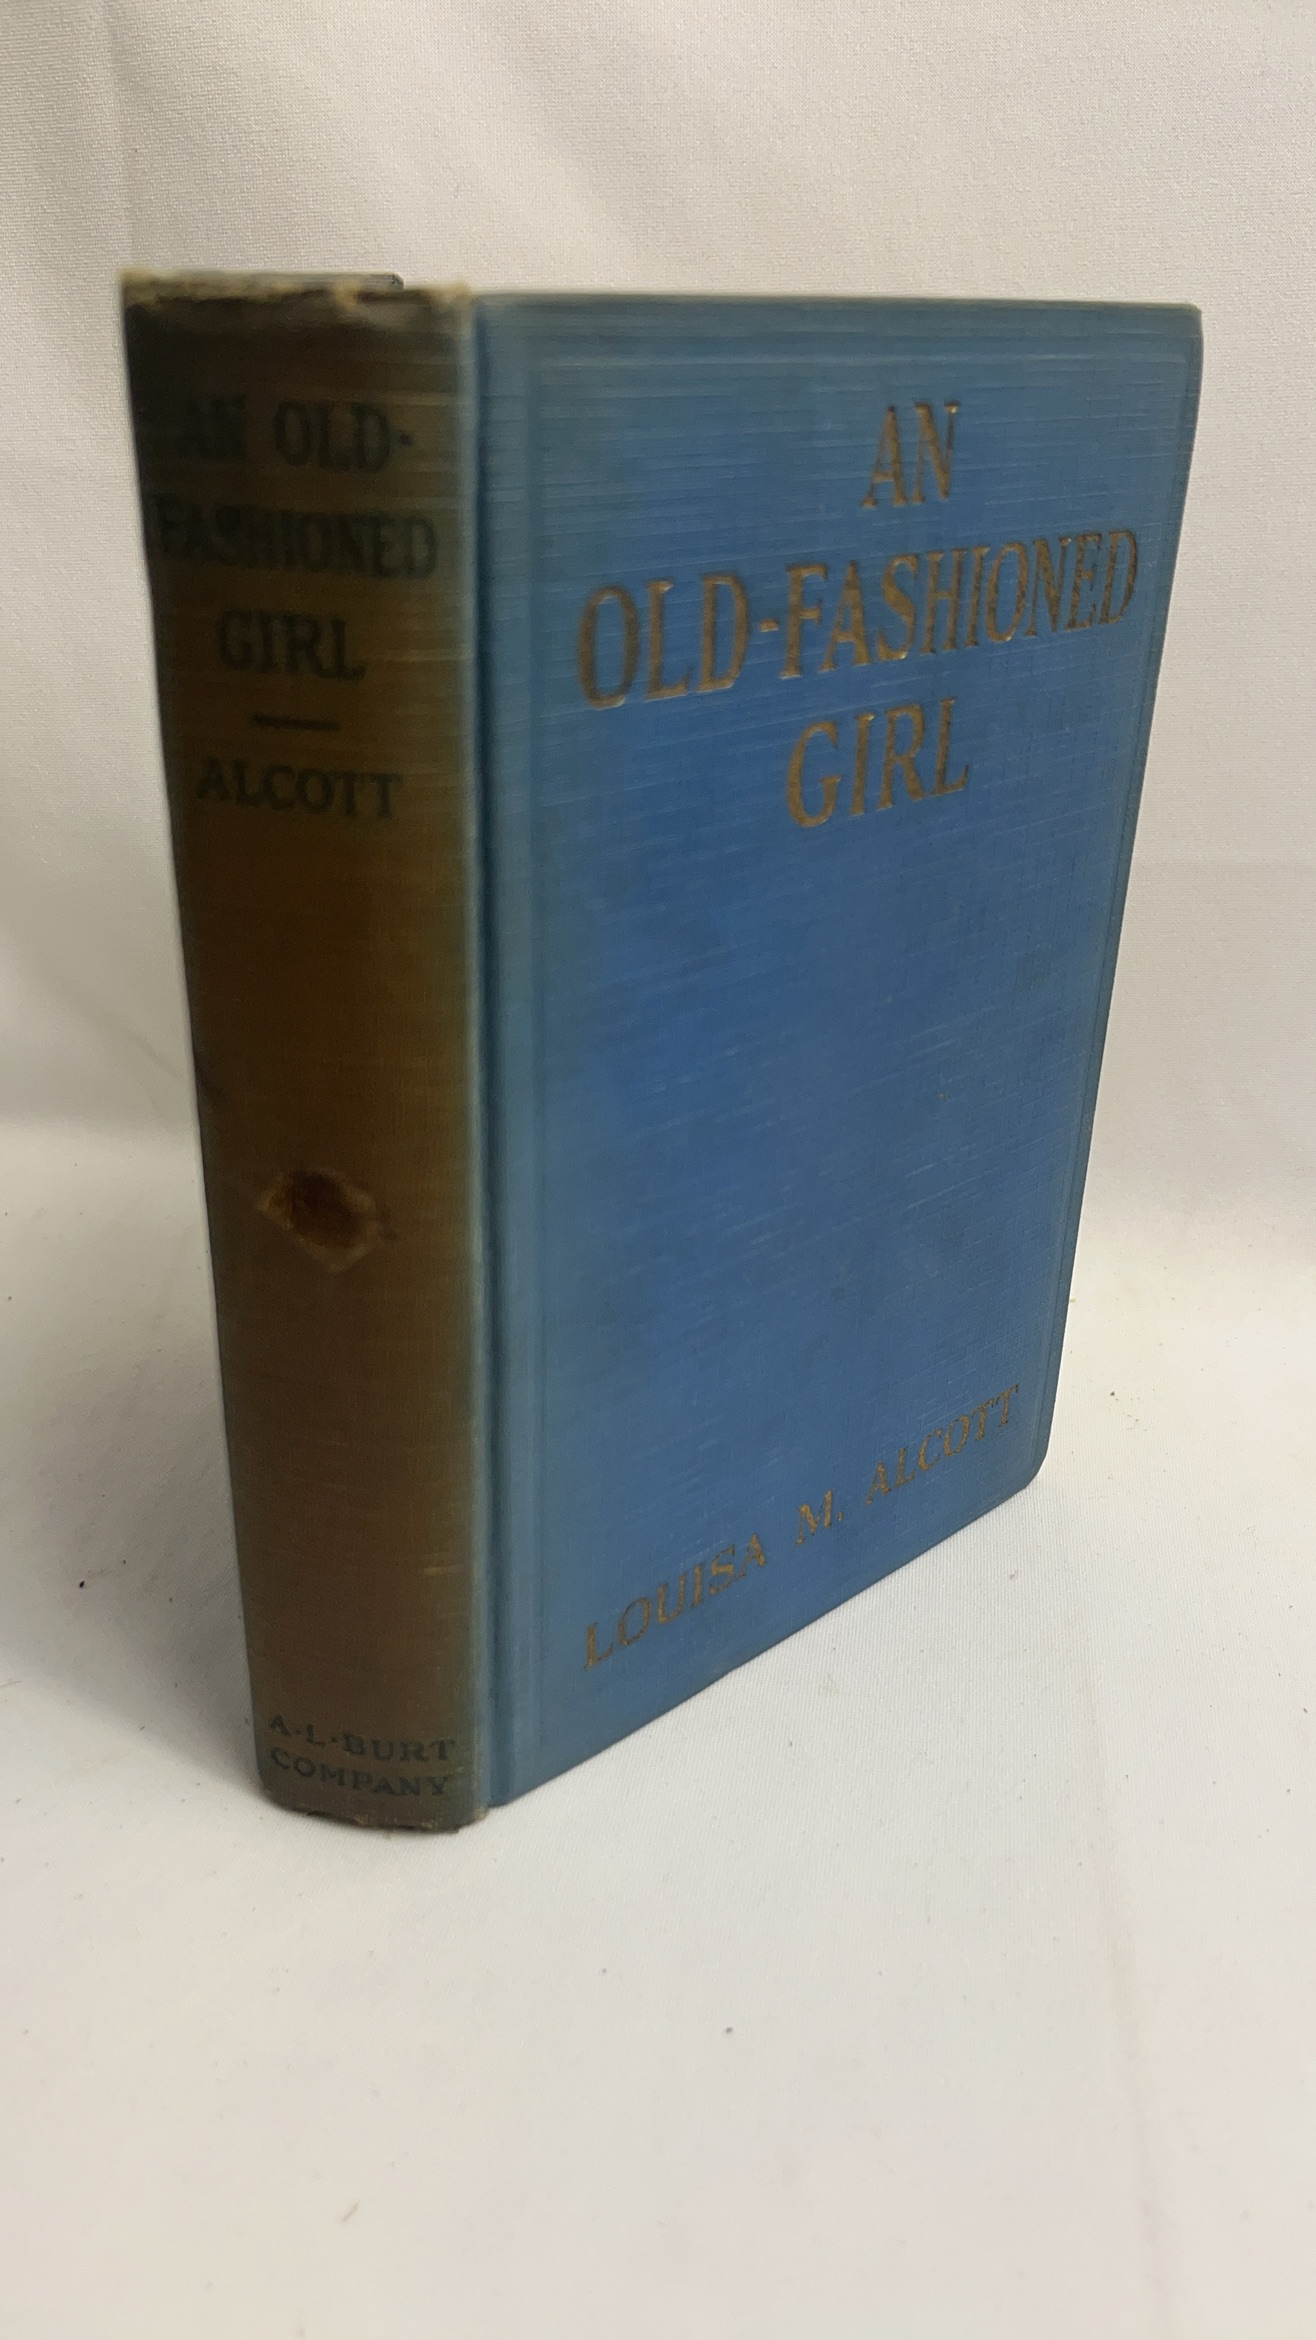 AN OLD-
FASHIONED
GIRL
ALCOTT
A·L·BURT
COMPANY
AN
OLD-FASHIONED
GIRL
LOUISA M. ALCOTT